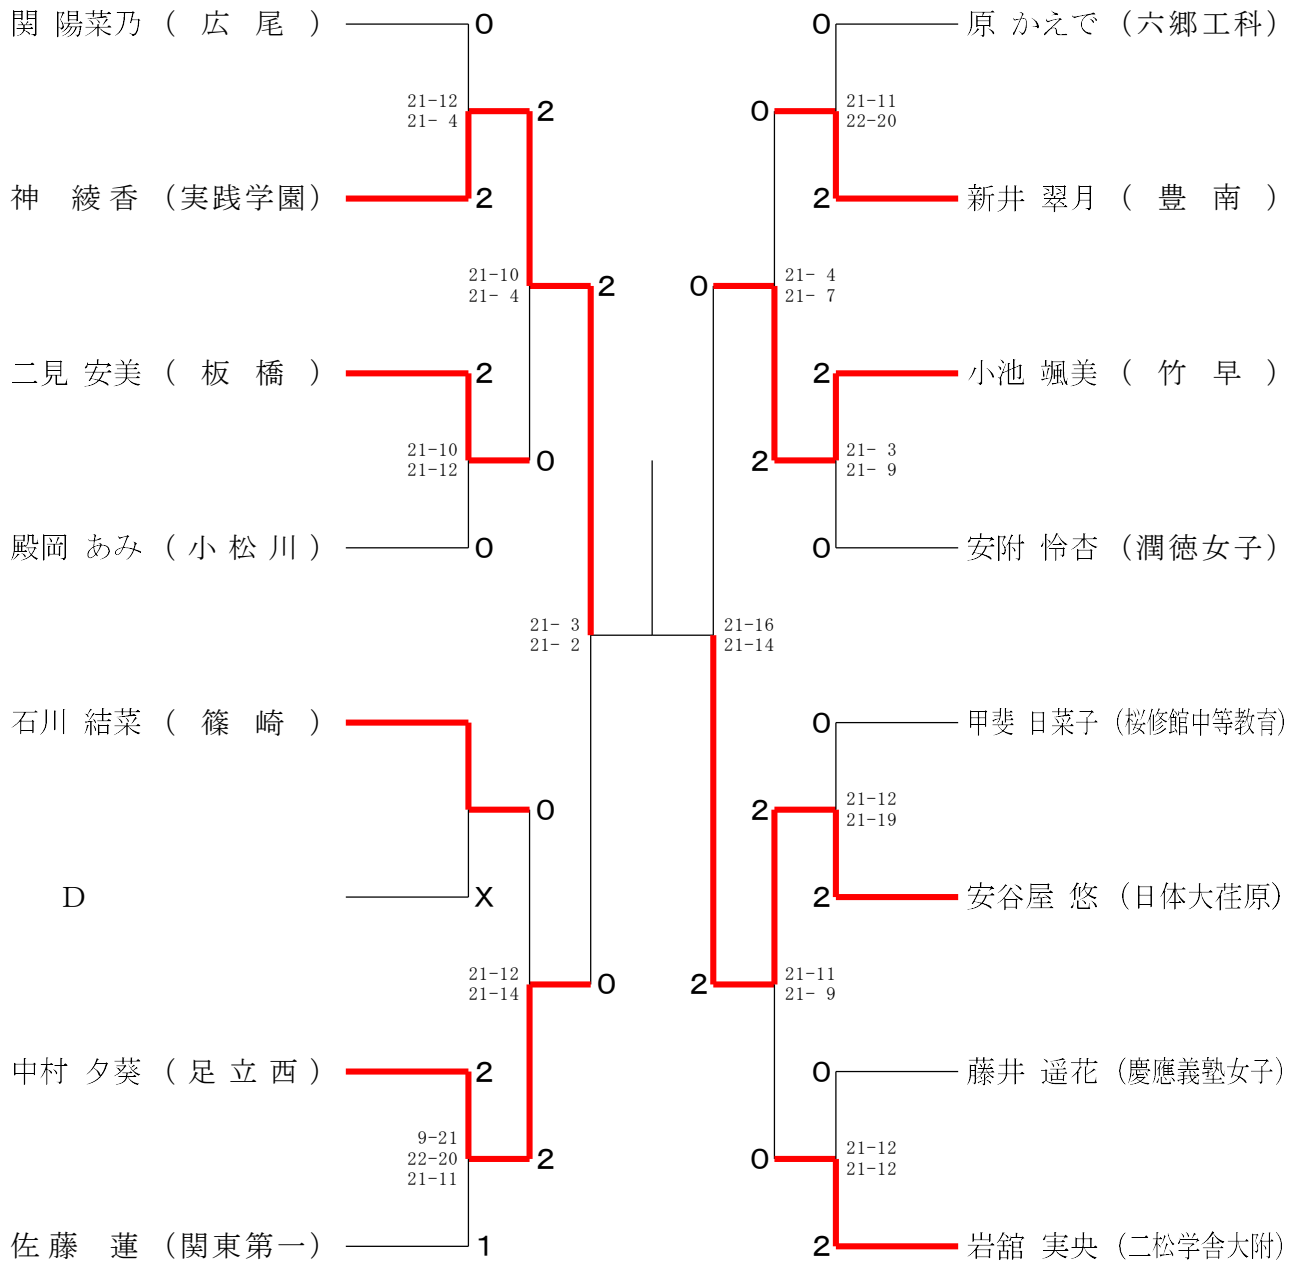 関 陽菜乃 ( 広 尾 ) 0 0 原 かえで (六郷工科)
21-12 21-11
21- 4 2 0 22-20
神 綾香 (実践学園) 2 2 新井 翠月 ( 豊 南 )
21-10 21- 4
21- 4 2 0 21- 7
二見 安美 ( 板 橋 ) 2 2 小池 颯美 ( 竹 早 )
21-10 21- 3
21-12 0 2 21- 9
殿岡 あみ ( 小 松 川 ) 0 0 安附 怜杏 (潤徳女子)
21- 3 21-16
21- 2 21-14
石川 結菜 ( 篠 崎 ) 0 甲斐 日菜子 (桜修館中等教育)
21-12
0 2 21-19
D X 2 安谷屋 悠 (日体大荏原)
21-12 21-11
21-14 0 2 21- 9
中村 夕葵 ( 足 立 西 ) 2 0 藤井 遥花 (慶應義塾女子)
9-21 21-12
22-20 2 0 21-12
21-11
佐藤 蓮 (関東第一) 1 2 岩舘 実央 (二松学舎大附)